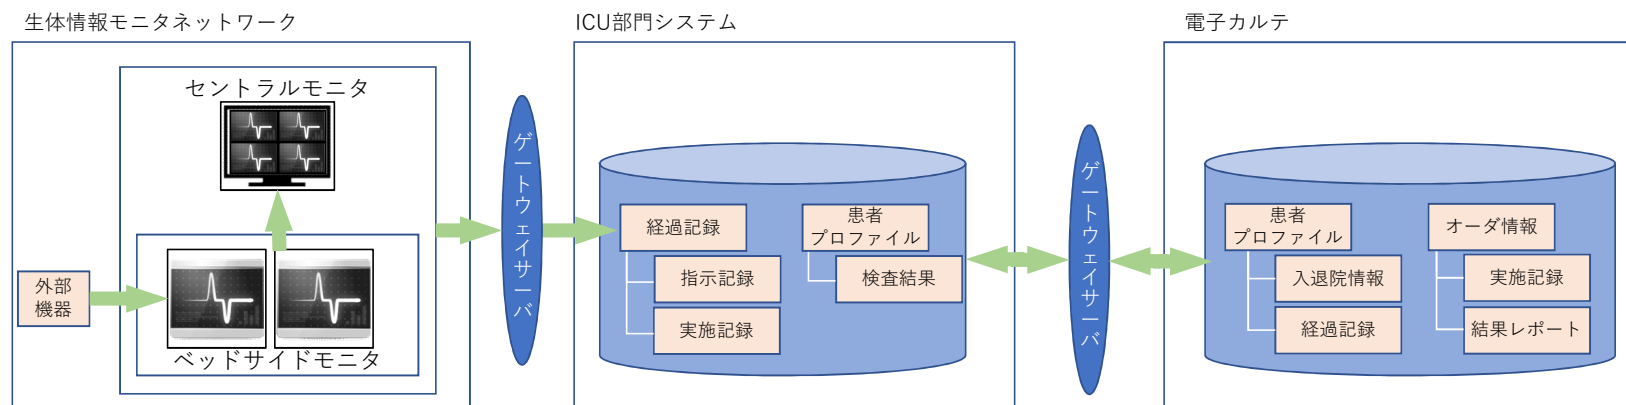 生体情報モニタネットワーク
セントラルモニタ
外部
機器
ベッドサイドモニタ
ゲートウェイサーバ
ICU部門システム
経過記録
指示記録
実施記録
患者
プロファイル
検査結果
ゲートウェイサーバ
電子カルテ
患者
プロファイル
入退院情報
経過記録
オーダ情報
実施記録
結果レポート